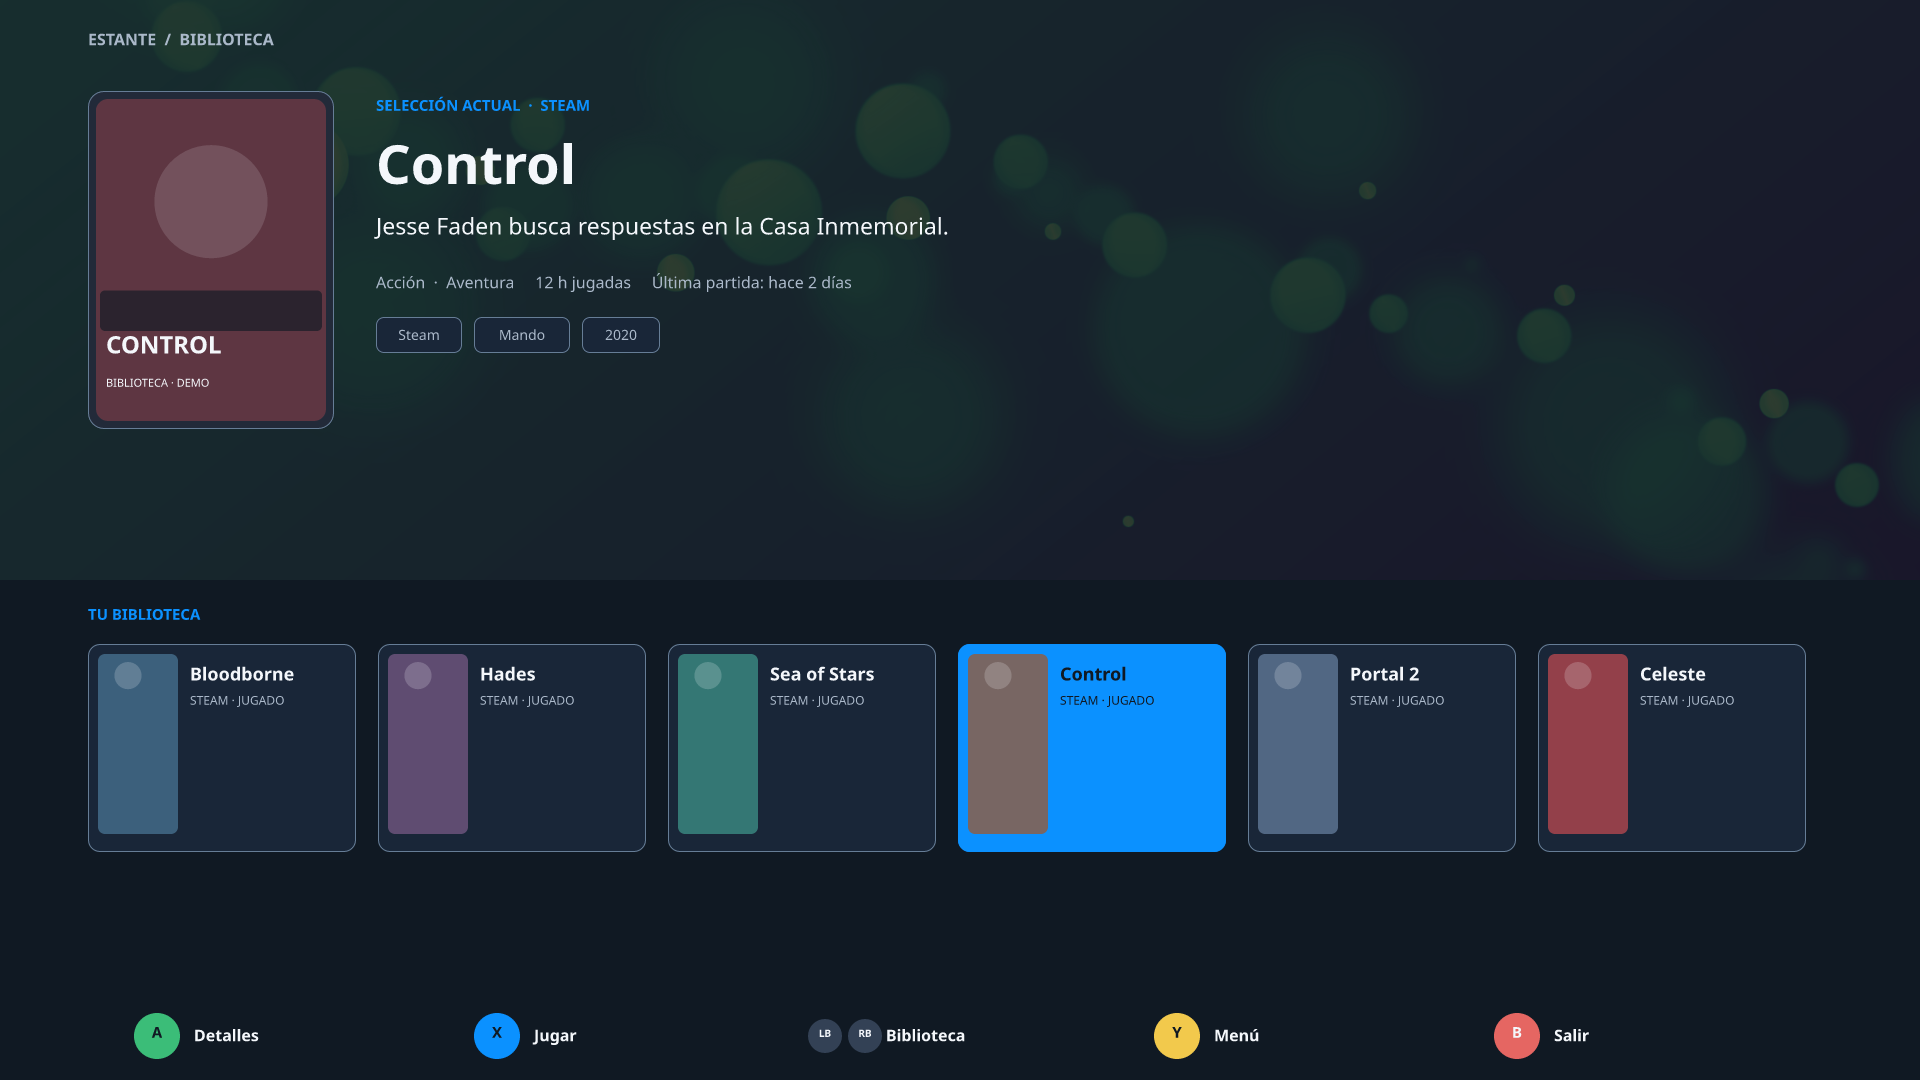 ESTANTE / BIBLIOTECA
SELECCIÓN ACTUAL · STEAM
Control
Jesse Faden busca respuestas en la Casa Inmemorial.
Acción · Aventura 12 h jugadas Última partida: hace 2 días
Steam Mando 2020
CONTROL
BIBLIOTECA · DEMO
TU BIBLIOTECA
Bloodborne
STEAM · JUGADO
Hades
STEAM · JUGADO
Sea of Stars
STEAM · JUGADO
Control
STEAM · JUGADO
Portal 2
STEAM · JUGADO
Celeste
STEAM · JUGADO
A Detalles
X Jugar
LB RB Biblioteca
Y Menú
B Salir